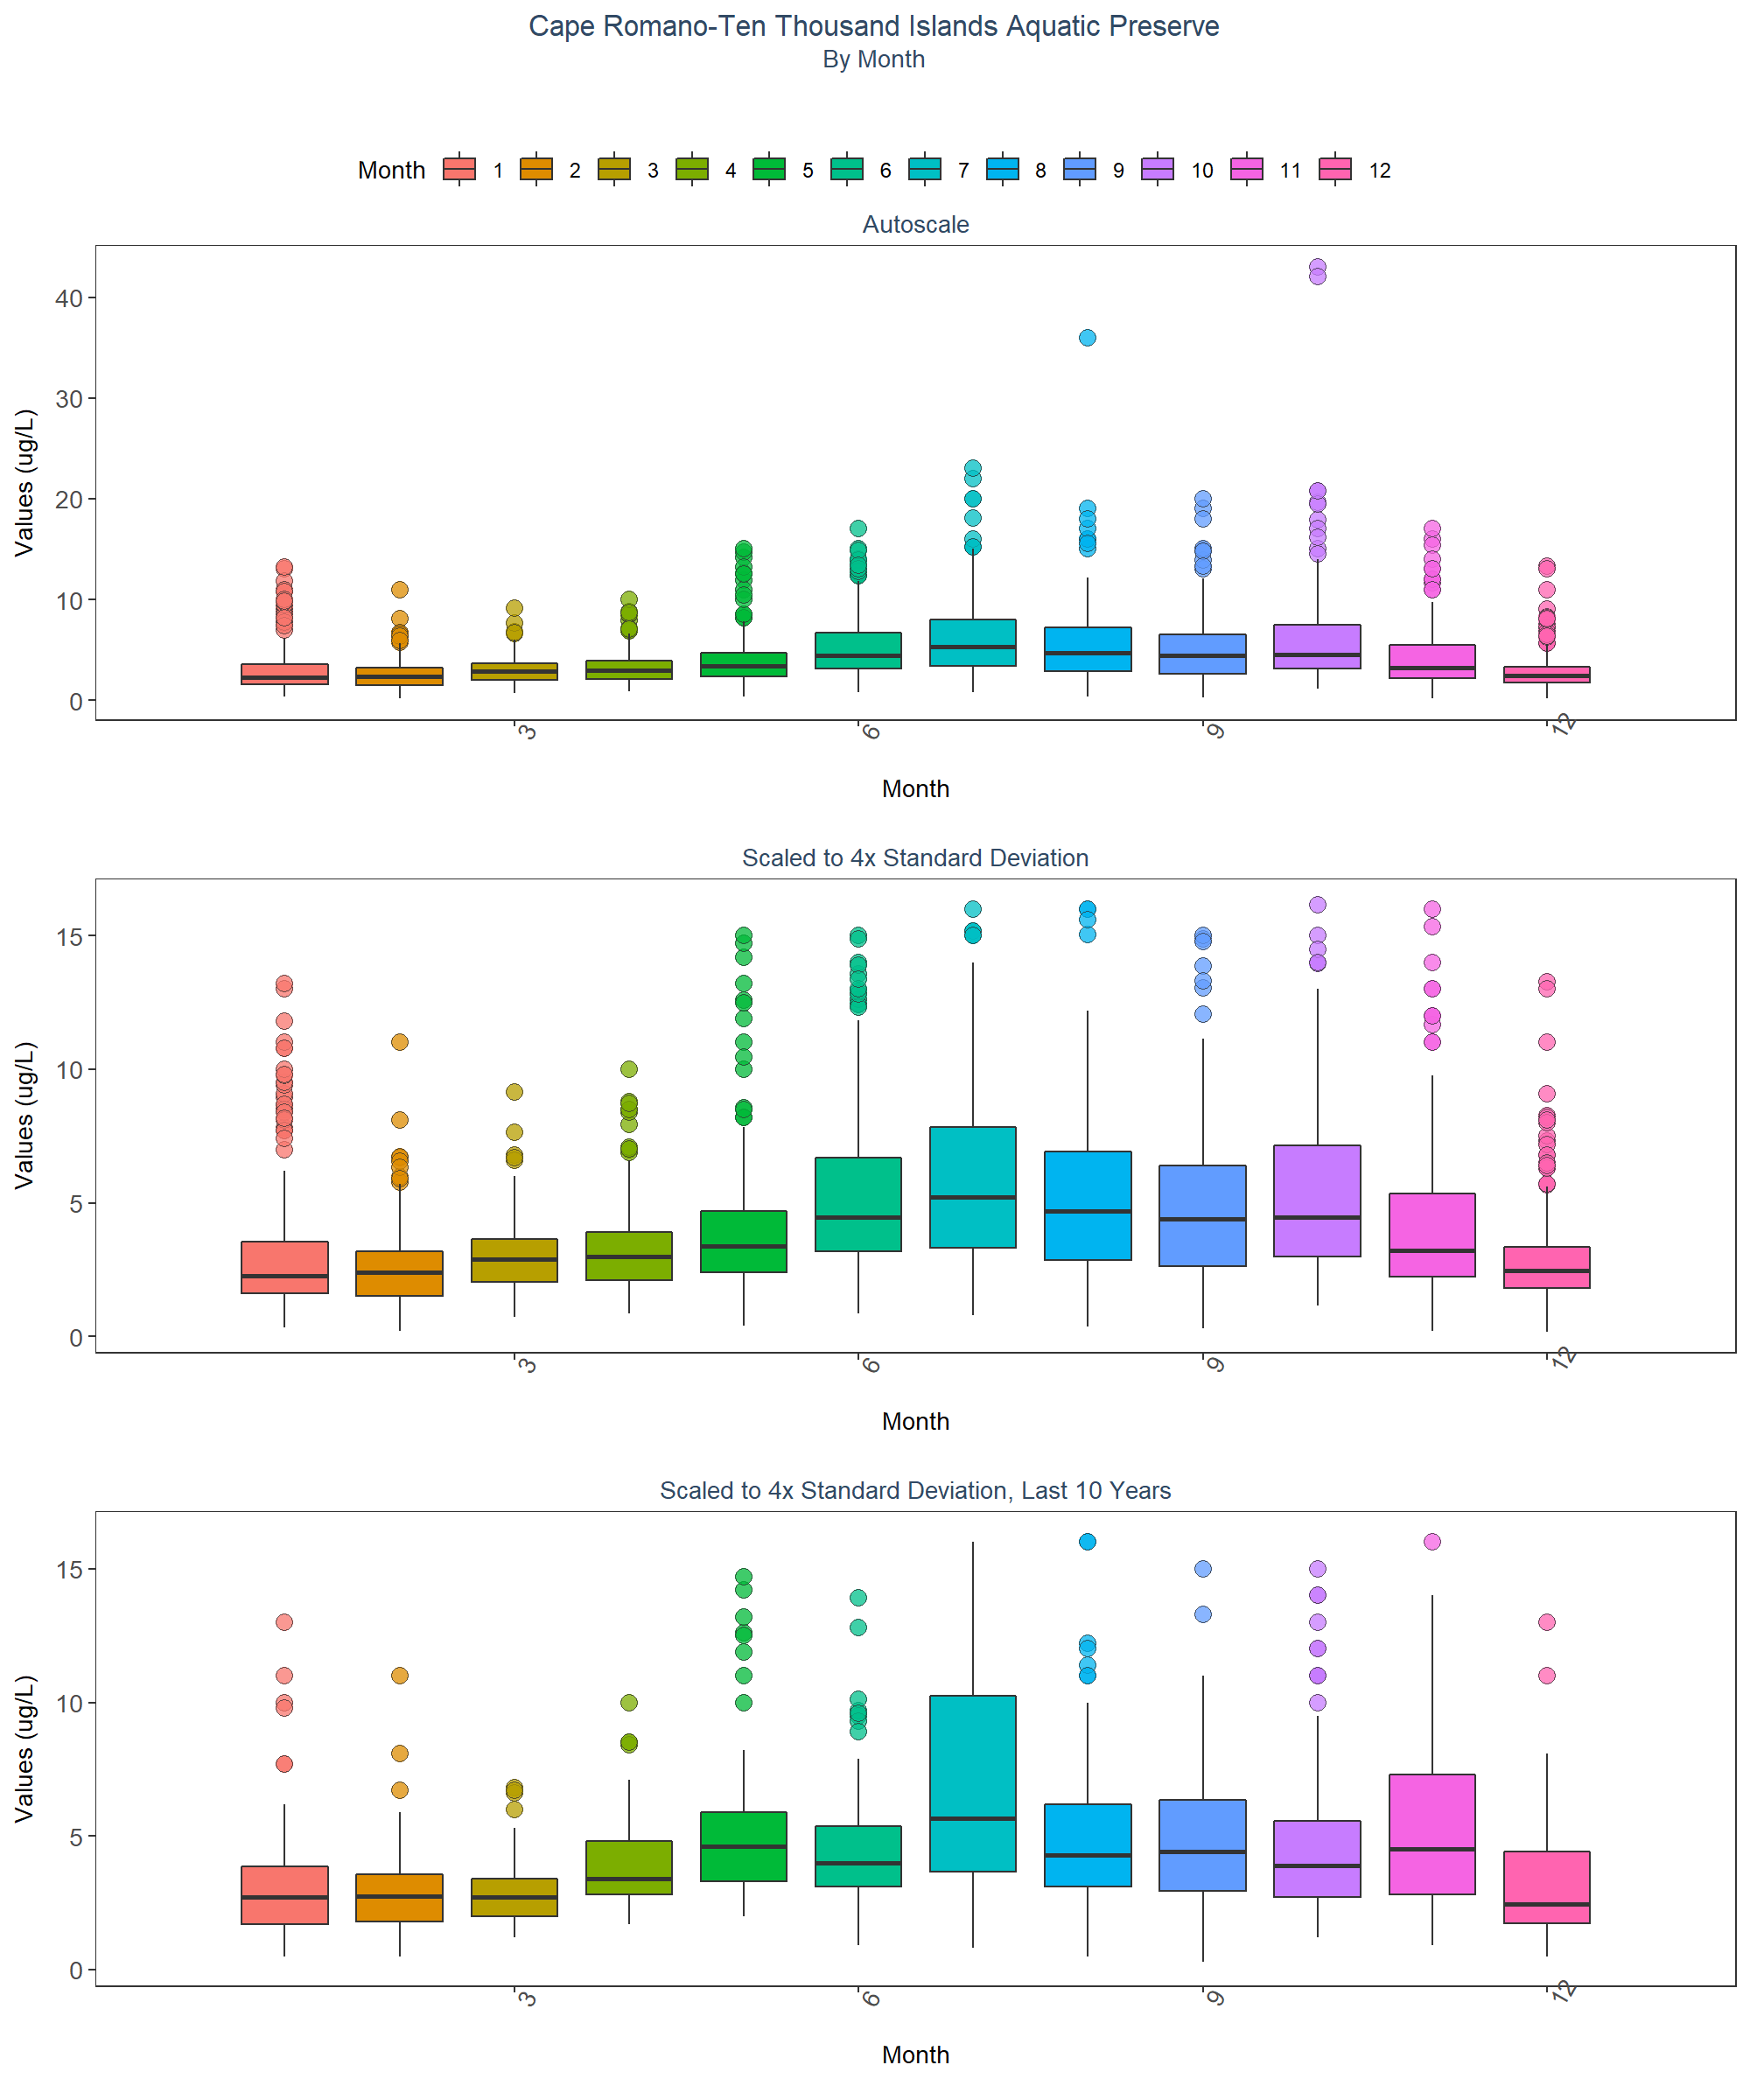 Cape Romano-Ten Thousand Islands Aquatic Preserve
By Month
Month 1 2 3 4 5 6 7 8 9 10 11 12
Autoscale
Values (ug/L)
40
30
20
10
0
3 6 9 12
Month
Scaled to 4x Standard Deviation
Values (ug/L)
15
10
5
0
3 6 9 12
Month
Scaled to 4x Standard Deviation, Last 10 Years
Values (ug/L)
15
10
5
0
3 6 9 12
Month